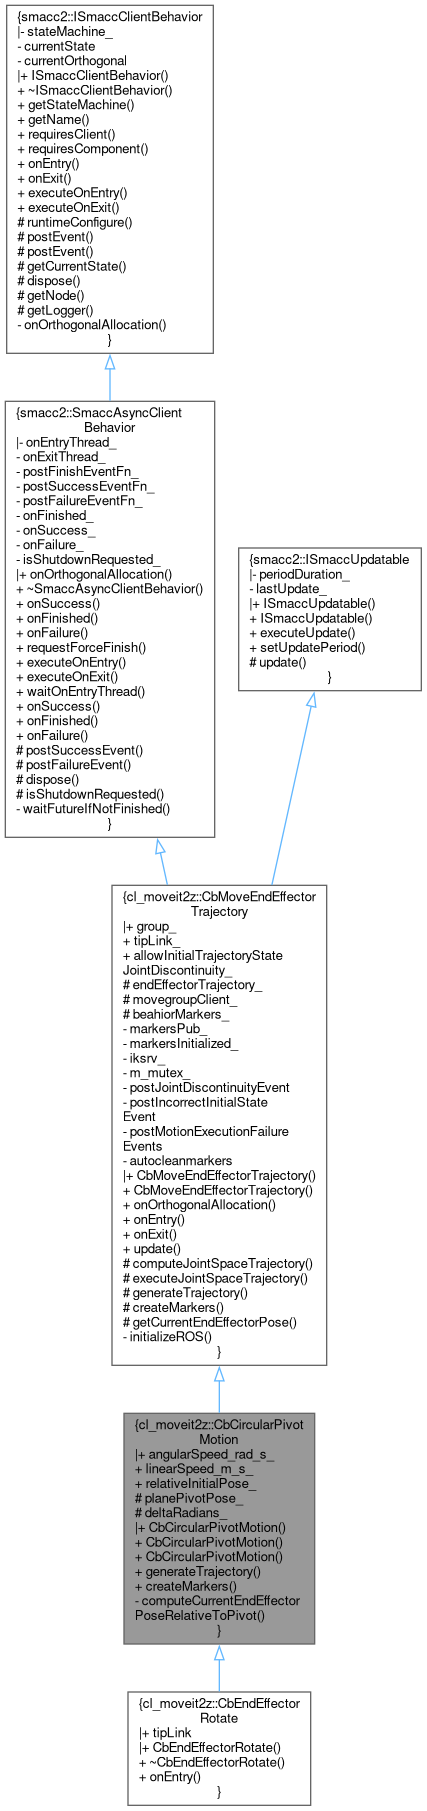 {smacc2::ISmaccClientBehavior
|- stateMachine_
- currentState
- currentOrthogonal
|+ ISmaccClientBehavior()
+ ~ISmaccClientBehavior()
+ getStateMachine()
+ getName()
+ requiresClient()
+ requiresComponent()
+ onEntry()
+ onExit()
+ executeOnEntry()
+ executeOnExit()
# runtimeConfigure()
# postEvent()
# postEvent()
# getCurrentState()
# dispose()
# getNode()
# getLogger()
- onOrthogonalAllocation()
}
{smacc2::SmaccAsyncClient
Behavior
|- onEntryThread_
- onExitThread_
- postFinishEventFn_
- postSuccessEventFn_
- postFailureEventFn_
- onFinished_
- onSuccess_
- onFailure_
- isShutdownRequested_
|+ onOrthogonalAllocation()
+ ~SmaccAsyncClientBehavior()
+ onSuccess()
+ onFinished()
+ onFailure()
+ requestForceFinish()
+ executeOnEntry()
+ executeOnExit()
+ waitOnEntryThread()
+ onSuccess()
+ onFinished()
+ onFailure()
# postSuccessEvent()
# postFailureEvent()
# dispose()
# isShutdownRequested()
- waitFutureIfNotFinished()
}
{smacc2::ISmaccUpdatable
|- periodDuration_
- lastUpdate_
|+ ISmaccUpdatable()
+ ISmaccUpdatable()
+ executeUpdate()
+ setUpdatePeriod()
# update()
}
{cl_moveit2z::CbMoveEndEffector
Trajectory
|+ group_
+ tipLink_
+ allowInitialTrajectoryState
JointDiscontinuity_
# endEffectorTrajectory_
# movegroupClient_
# beahiorMarkers_
- markersPub_
- markersInitialized_
- iksrv_
- m_mutex_
- postJointDiscontinuityEvent
- postIncorrectInitialState
Event
- postMotionExecutionFailure
Events
- autocleanmarkers
|+ CbMoveEndEffectorTrajectory()
+ CbMoveEndEffectorTrajectory()
+ onOrthogonalAllocation()
+ onEntry()
+ onExit()
+ update()
# computeJointSpaceTrajectory()
# executeJointSpaceTrajectory()
# generateTrajectory()
# createMarkers()
# getCurrentEndEffectorPose()
- initializeROS()
}
{cl_moveit2z::CbCircularPivot
Motion
|+ angularSpeed_rad_s_
+ linearSpeed_m_s_
+ relativeInitialPose_
# planePivotPose_
# deltaRadians_
|+ CbCircularPivotMotion()
+ CbCircularPivotMotion()
+ CbCircularPivotMotion()
+ generateTrajectory()
+ createMarkers()
- computeCurrentEndEffector
PoseRelativeToPivot()
}
{cl_moveit2z::CbEndEffector
Rotate
|+ tipLink
|+ CbEndEffectorRotate()
+ ~CbEndEffectorRotate()
+ onEntry()
}